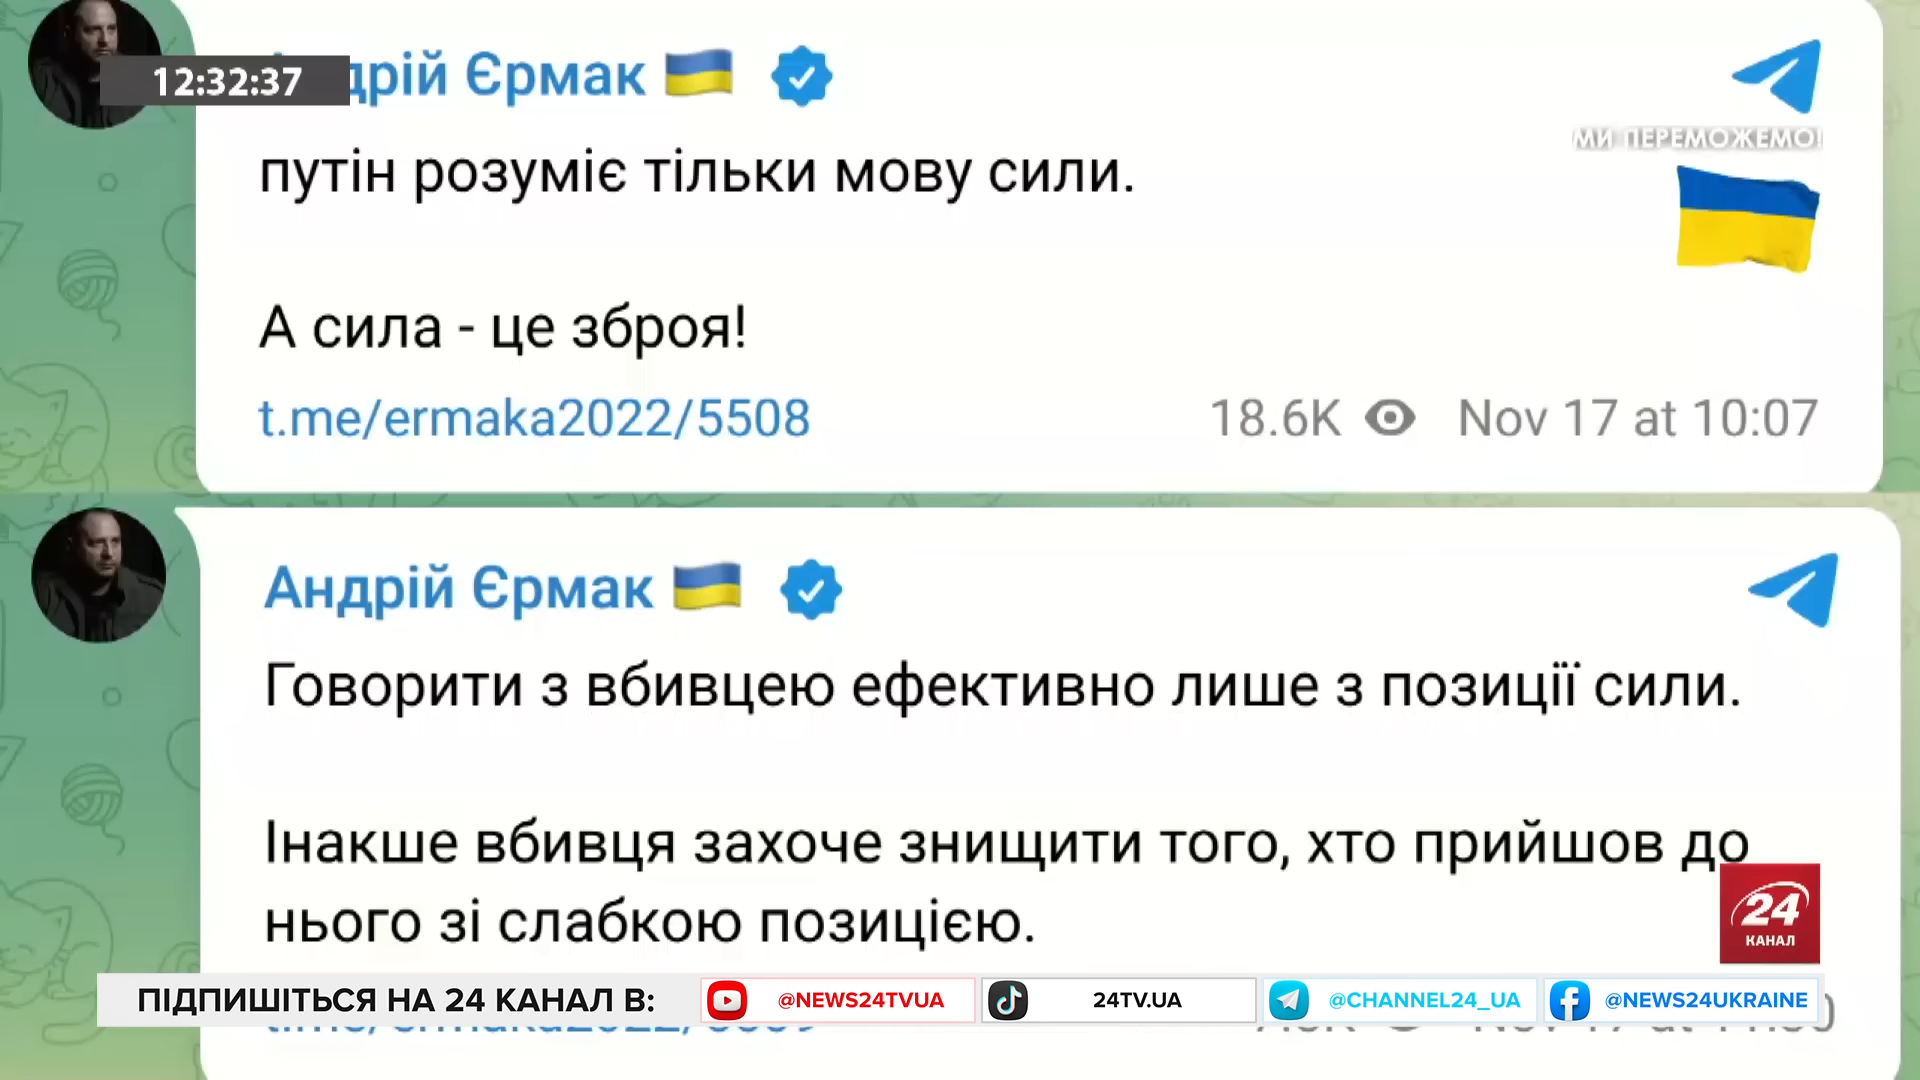 12:32:37
дрій Єрмак
МИ ПЕРЕМОЖЕМО!
путін розуміє тільки мову сили.
А сила - це зброя!
t.me/ermaka2022/5508 18.6K Nov 17 at 10:07
Андрій Єрмак
Говорити з вбивцею ефективно лише з позиції сили.
Інакше вбивця захоче знищити того, хто прийшов до
нього зі слабкою позицією.
24
КАНАЛ
ПІДПИШІТЬСЯ НА 24 КАНАЛ В: @NEWS24TVUA 24TV.UA @CHANNEL24_UA @NEWS24UKRAINE